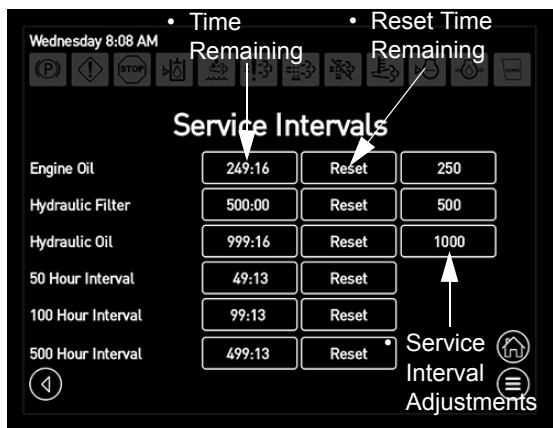 • Time Remaining
• Reset Time Remaining
Wednesday 8:08 AM
(P)
STOP
Service Intervals
Engine Oil 249:16 Reset 250
Hydraulic Filter 500:00 Reset 500
Hydraulic Oil 999:16 Reset 1000
50 Hour Interval 49:13 Reset
100 Hour Interval 99:13 Reset
500 Hour Interval 499:13 Reset
• Service
Interval
Adjustments